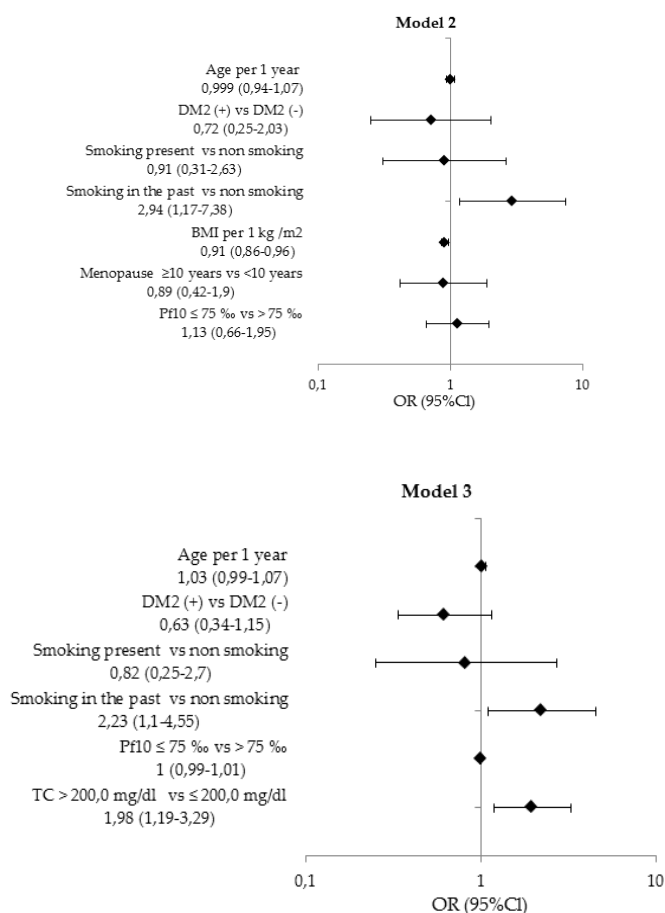 Model 2
Age per 1 year
0,999 (0,94-1,07)
DM2 (+) vs DM2 (-)
0,72 (0,25-2,03)
Smoking present vs non smoking
0,91 (0,31-2,63)
Smoking in the past vs non smoking
2,94 (1,17-7,38)
BMI per 1 kg /m2
0,91 (0,86-0,96)
Menopause ≥10 years vs <10 years
0,89 (0,42-1,9)
Pf10 ≤ 75 ‰ vs > 75 ‰
1,13 (0,66-1,95)
0,1 1 10
OR (95%Cl)
Model 3
Age per 1 year
1,03 (0,99-1,07)
DM2 (+) vs DM2 (-)
0,63 (0,34-1,15)
Smoking present vs non smoking
0,82 (0,25-2,7)
Smoking in the past vs non smoking
2,23 (1,1-4,55)
Pf10 ≤ 75 ‰ vs > 75 ‰
1 (0,99-1,01)
TC > 200,0 mg/dl vs ≤ 200,0 mg/dl
1,98 (1,19-3,29)
0,1 1 10
OR (95%Cl)